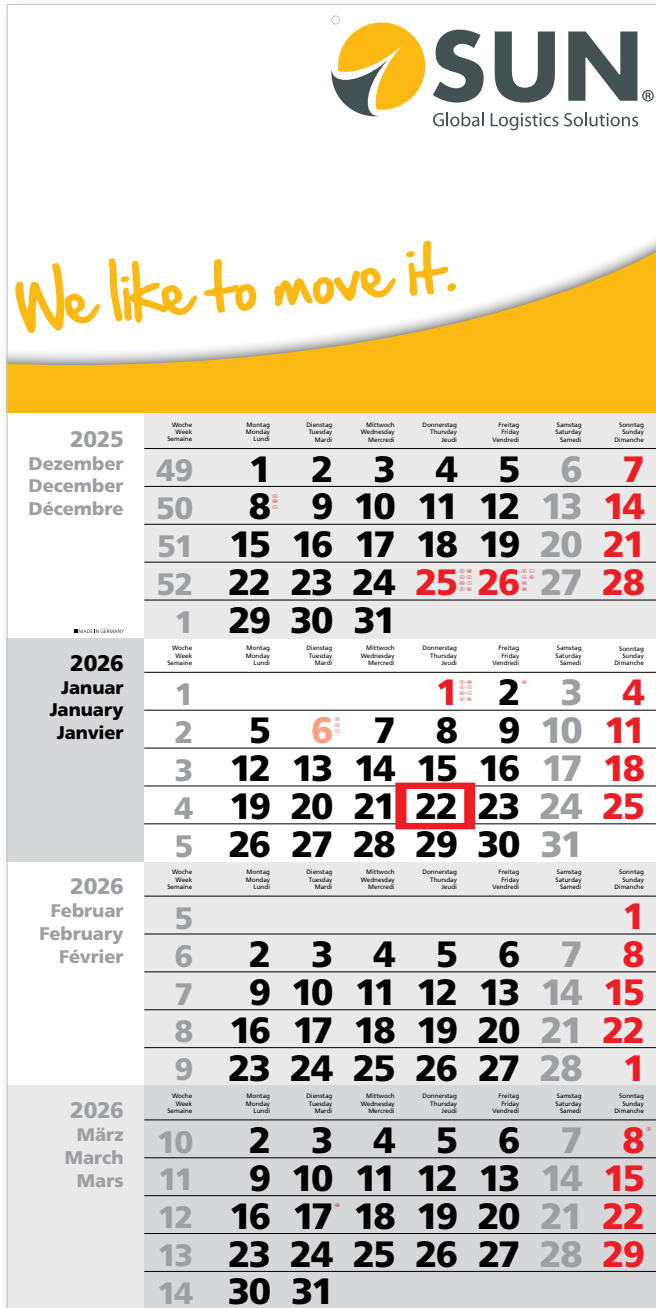 SUN®
Global Logistics Solutions
We like to move it.
2025
Dezember
December
Décembre
Woche Montag Dienstag Mittwoch Donnerstag Freitag Samstag Sonntag
Week Monday Tuesday Wednesday Thursday Friday Saturday Sunday
Semaine Lundi Mardi Mercredi Jeudi Vendredi Samedi Dimanche
49 1 2 3 4 5 6 7
50 8 9 10 11 12 13 14
51 15 16 17 18 19 20 21
52 22 23 24 25 26 27 28
1 29 30 31
MADE IN GERMANY
2026
Januar
January
Janvier
Woche Montag Dienstag Mittwoch Donnerstag Freitag Samstag Sonntag
Week Monday Tuesday Wednesday Thursday Friday Saturday Sunday
Semaine Lundi Mardi Mercredi Jeudi Vendredi Samedi Dimanche
1 1 2 3 4
2 5 6 7 8 9 10 11
3 12 13 14 15 16 17 18
4 19 20 21 22 23 24 25
5 26 27 28 29 30 31
2026
Februar
February
Février
Woche Montag Dienstag Mittwoch Donnerstag Freitag Samstag Sonntag
Week Monday Tuesday Wednesday Thursday Friday Saturday Sunday
Semaine Lundi Mardi Mercredi Jeudi Vendredi Samedi Dimanche
5 1
6 2 3 4 5 6 7 8
7 9 10 11 12 13 14 15
8 16 17 18 19 20 21 22
9 23 24 25 26 27 28 1
2026
März
March
Mars
Woche Montag Dienstag Mittwoch Donnerstag Freitag Samstag Sonntag
Week Monday Tuesday Wednesday Thursday Friday Saturday Sunday
Semaine Lundi Mardi Mercredi Jeudi Vendredi Samedi Dimanche
10 2 3 4 5 6 7 8
11 9 10 11 12 13 14 15
12 16 17 18 19 20 21 22
13 23 24 25 26 27 28 29
14 30 31